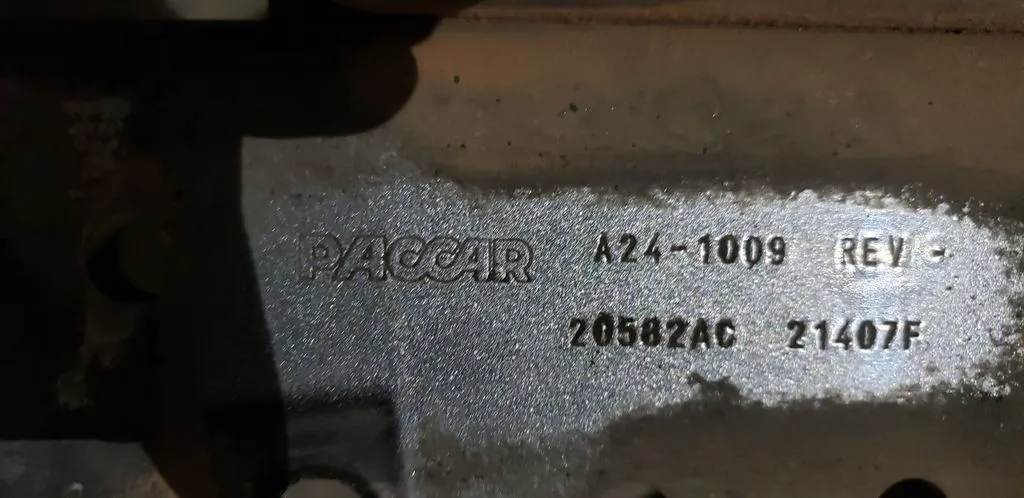 PACCAR A24-1009 REV -
20582AC 21407F